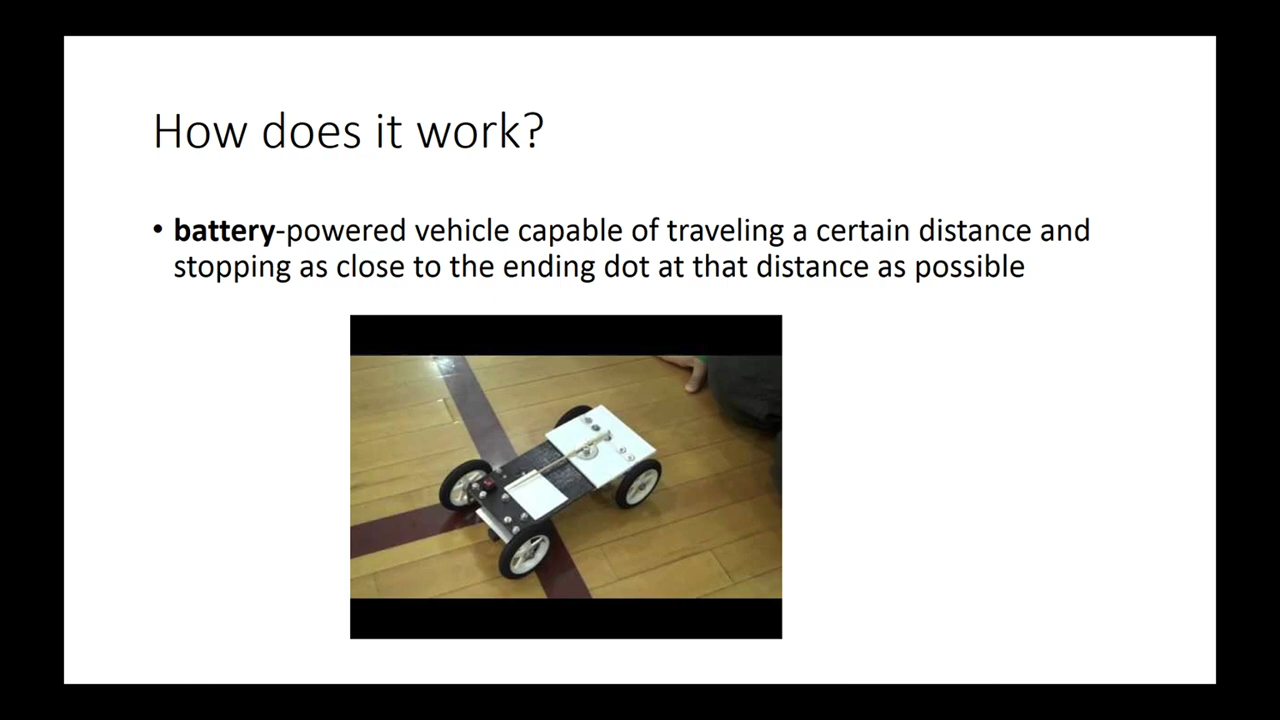 How does it work?
• battery-powered vehicle capable of traveling a certain distance and
stopping as close to the ending dot at that distance as possible